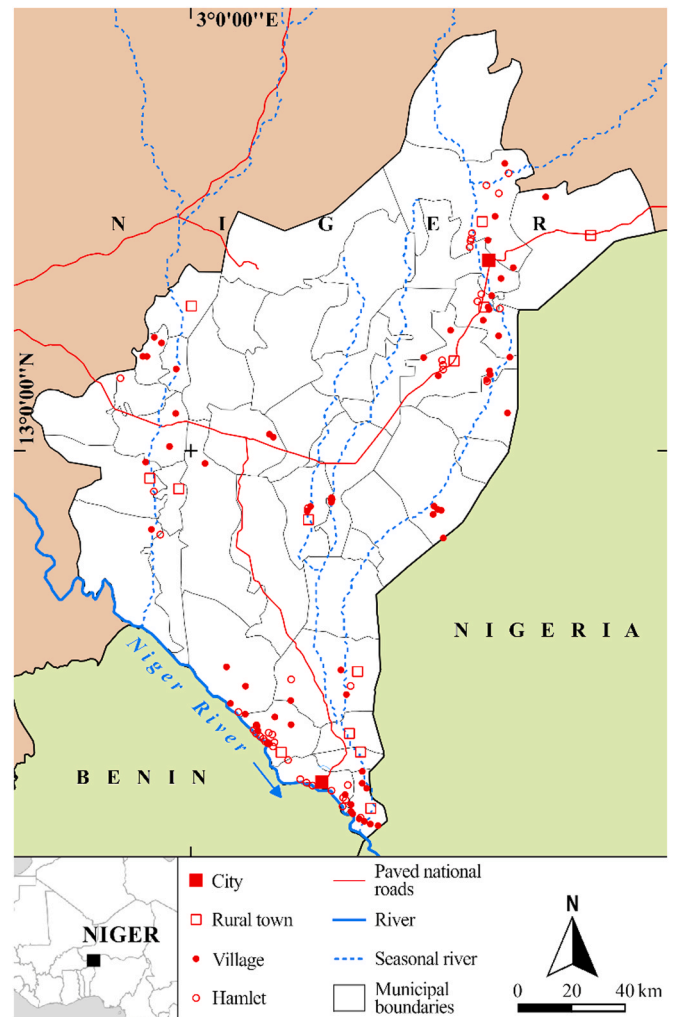 3°0'00"E
N I G E R
13°0'00"N
NIGERIA
Niger River
BENIN
NIGER
City
Rural town
Village
Hamlet
Paved national
roads
River
Seasonal river
Municipal
boundaries
N
0 20 40 km